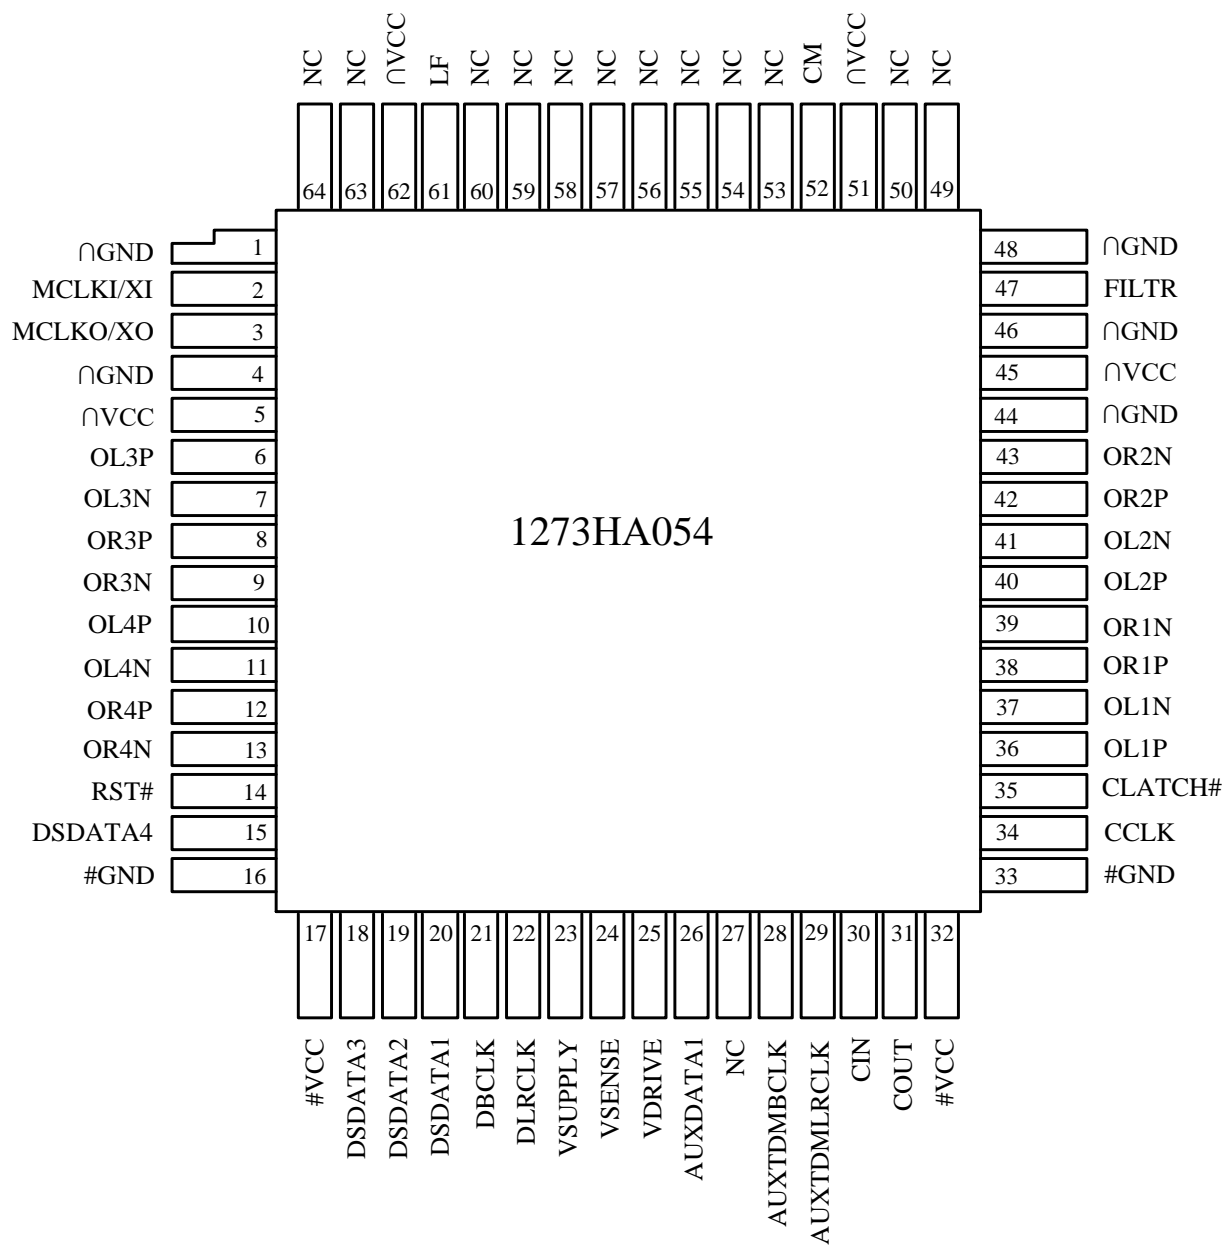 NC NC ∩VCC LF NC NC NC NC NC NC NC NC CM ∩VCC NC NC
64 63 62 61 60 59 58 57 56 55 54 53 52 51 50 49
∩GND 1 48 ∩GND
MCLKI/XI 2 47 FILTR
MCLKO/XO 3 46 ∩GND
∩GND 4 45 ∩VCC
∩VCC 5 44 ∩GND
OL3P 6 43 OR2N
OL3N 7 42 OR2P
OR3P 8 41 OL2N
1273HA054
OR3N 9 40 OL2P
OL4P 10 39 OR1N
OL4N 11 38 OR1P
OR4P 12 37 OL1N
OR4N 13 36 OL1P
RST# 14 35 CLATCH#
DSDATA4 15 34 CCLK
#GND 16 33 #GND
17 18 19 20 21 22 23 24 25 26 27 28 29 30 31 32
#VCC DSDATA3 DSDATA2 DSDATA1 DBCLK DLRCLK VSUPPLY VSENSE VDRIVE AUXDATA1 NC AUXTDMBCLK AUXTDMLRCLK CIN COUT #VCC